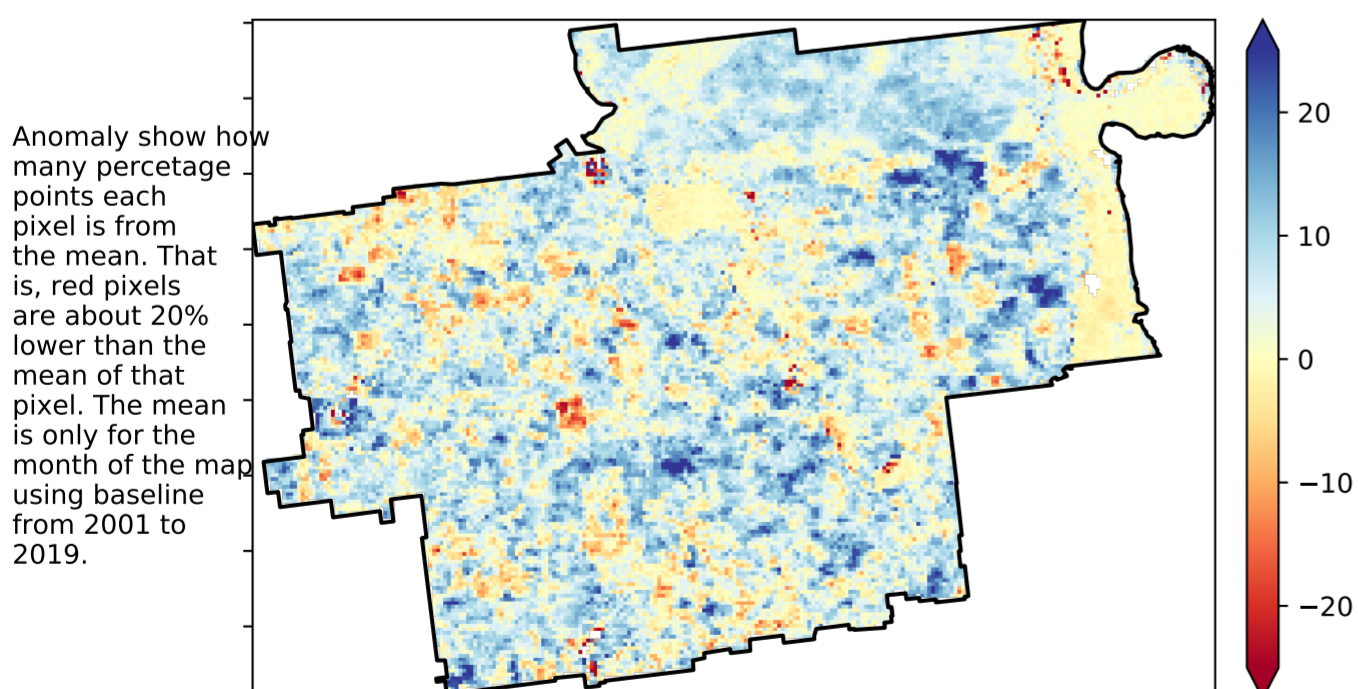 Anomaly show how
many percetage
points each
pixel is from
the mean. That
is, red pixels
are about 20%
lower than the
mean of that
pixel. The mean
is only for the
month of the map
using baseline
from 2001 to
2019.
20
10
0
−10
−20